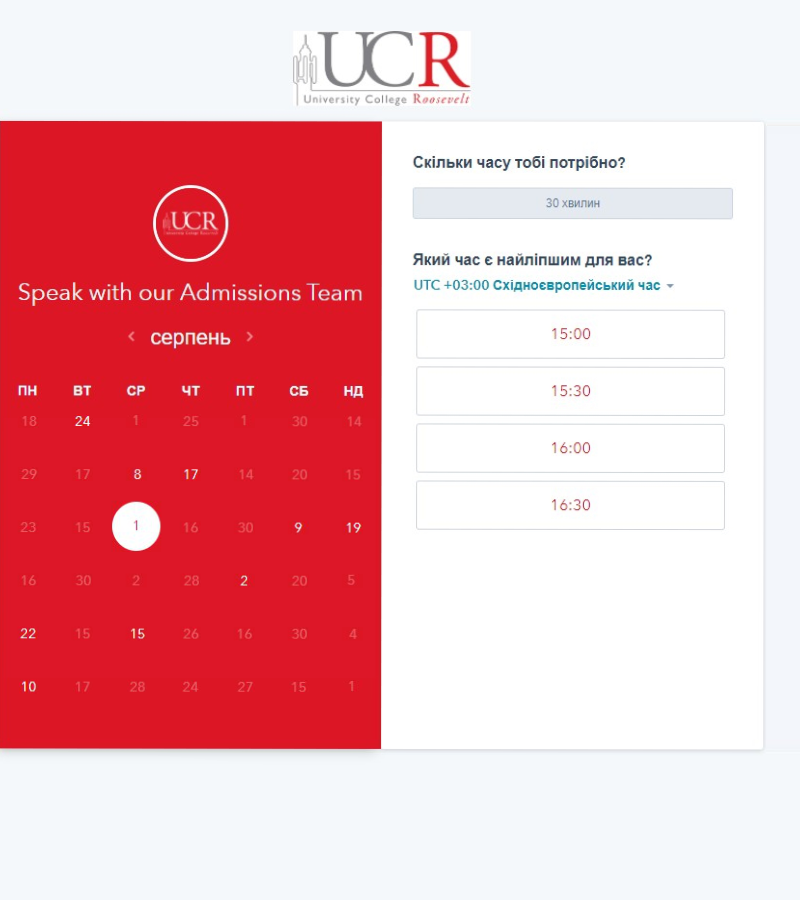 UCR
University College Roosevelt
UCR
Speak with our Admissions Team
серпень
ПН ВТ СР ЧТ ПТ СБ НД
18 24 1 25 1 30 14
29 17 8 17 14 20 15
23 15 1 16 30 9 19
16 30 2 28 2 20 5
22 15 15 26 16 30 4
10 17 28 24 27 15 1
Скільки часу тобі потрібно?
30 хвилин
Який час є найліпшим для вас?
UTC +03:00 Східноєвропейський час
15:00
15:30
16:00
16:30